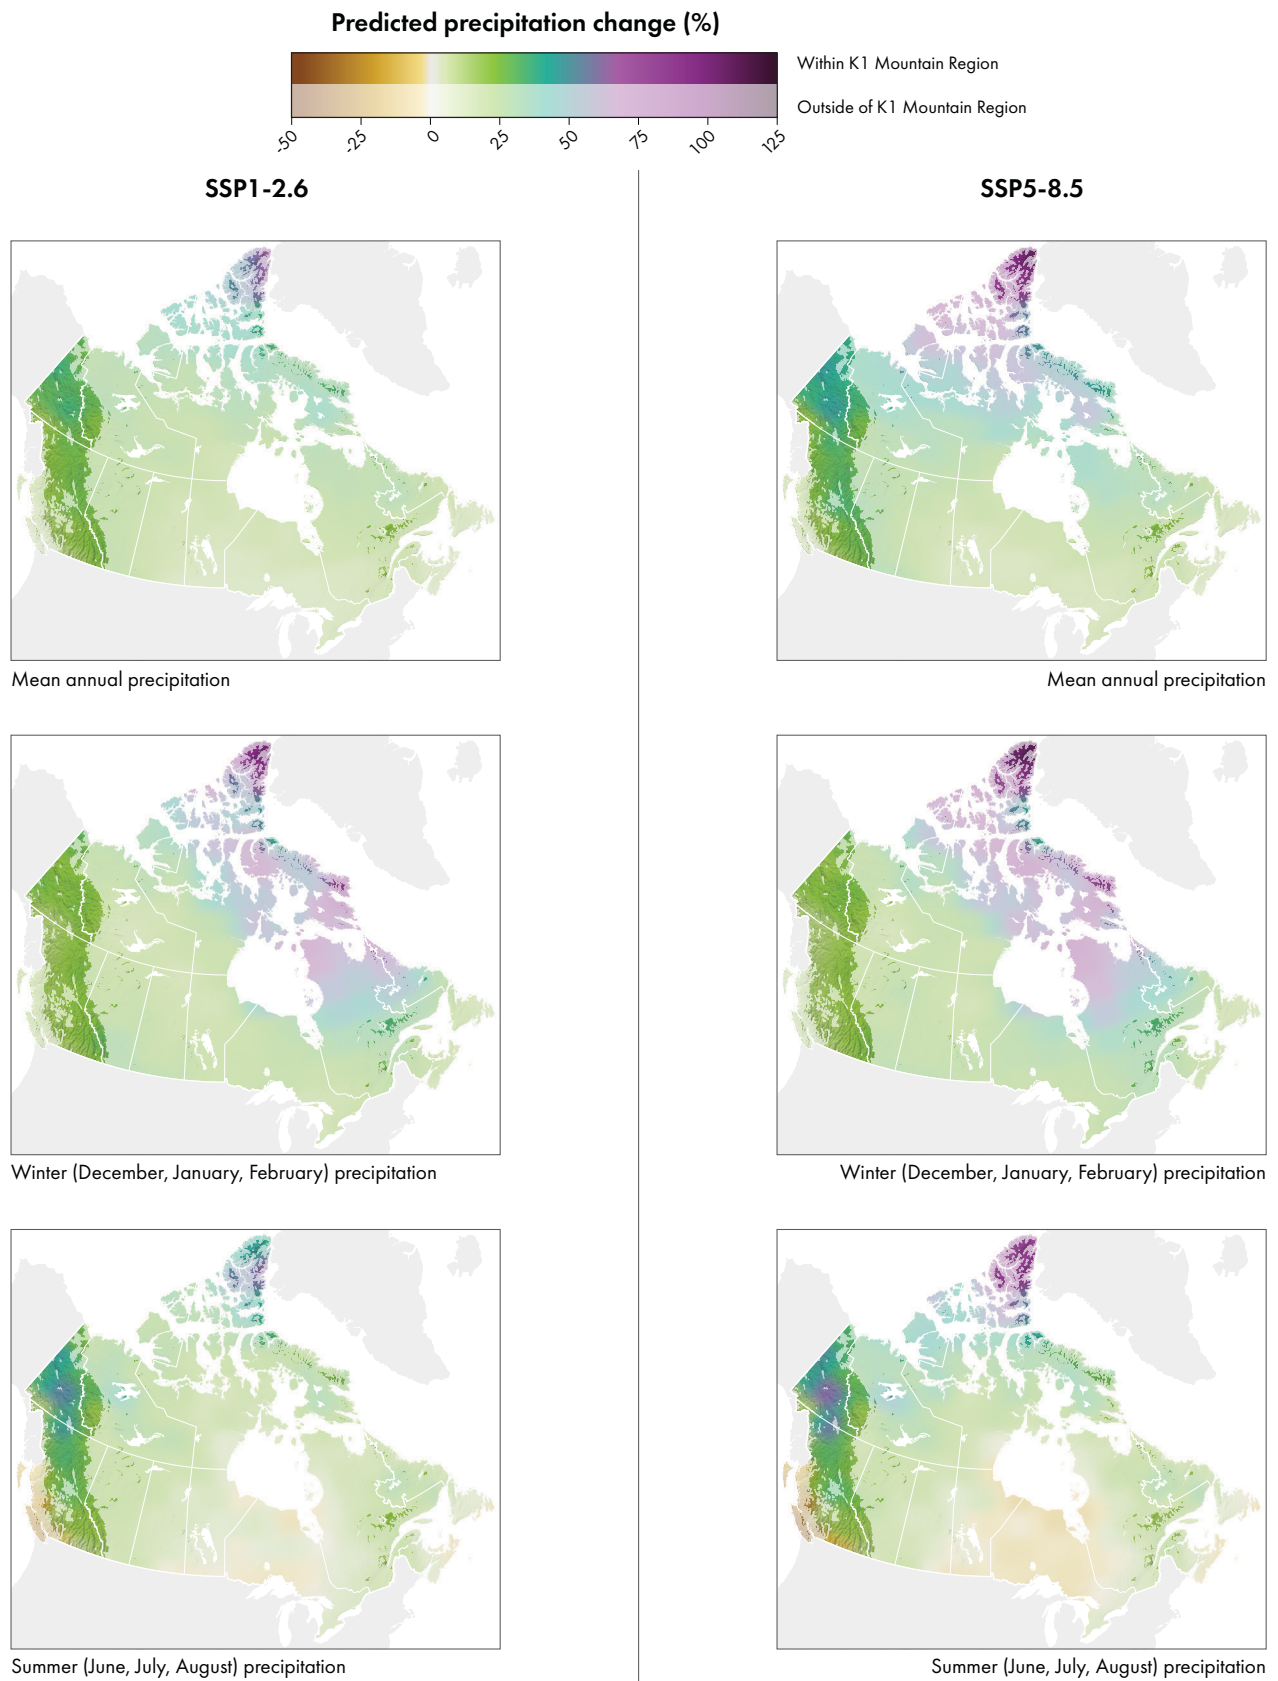 Predicted precipitation change (%)
Within K1 Mountain Region
Outside of K1 Mountain Region
-50 -25 0 25 50 75 100 125
SSP1-2.6
SSP5-8.5
Mean annual precipitation
Mean annual precipitation
Winter (December, January, February) precipitation
Winter (December, January, February) precipitation
Summer (June, July, August) precipitation
Summer (June, July, August) precipitation